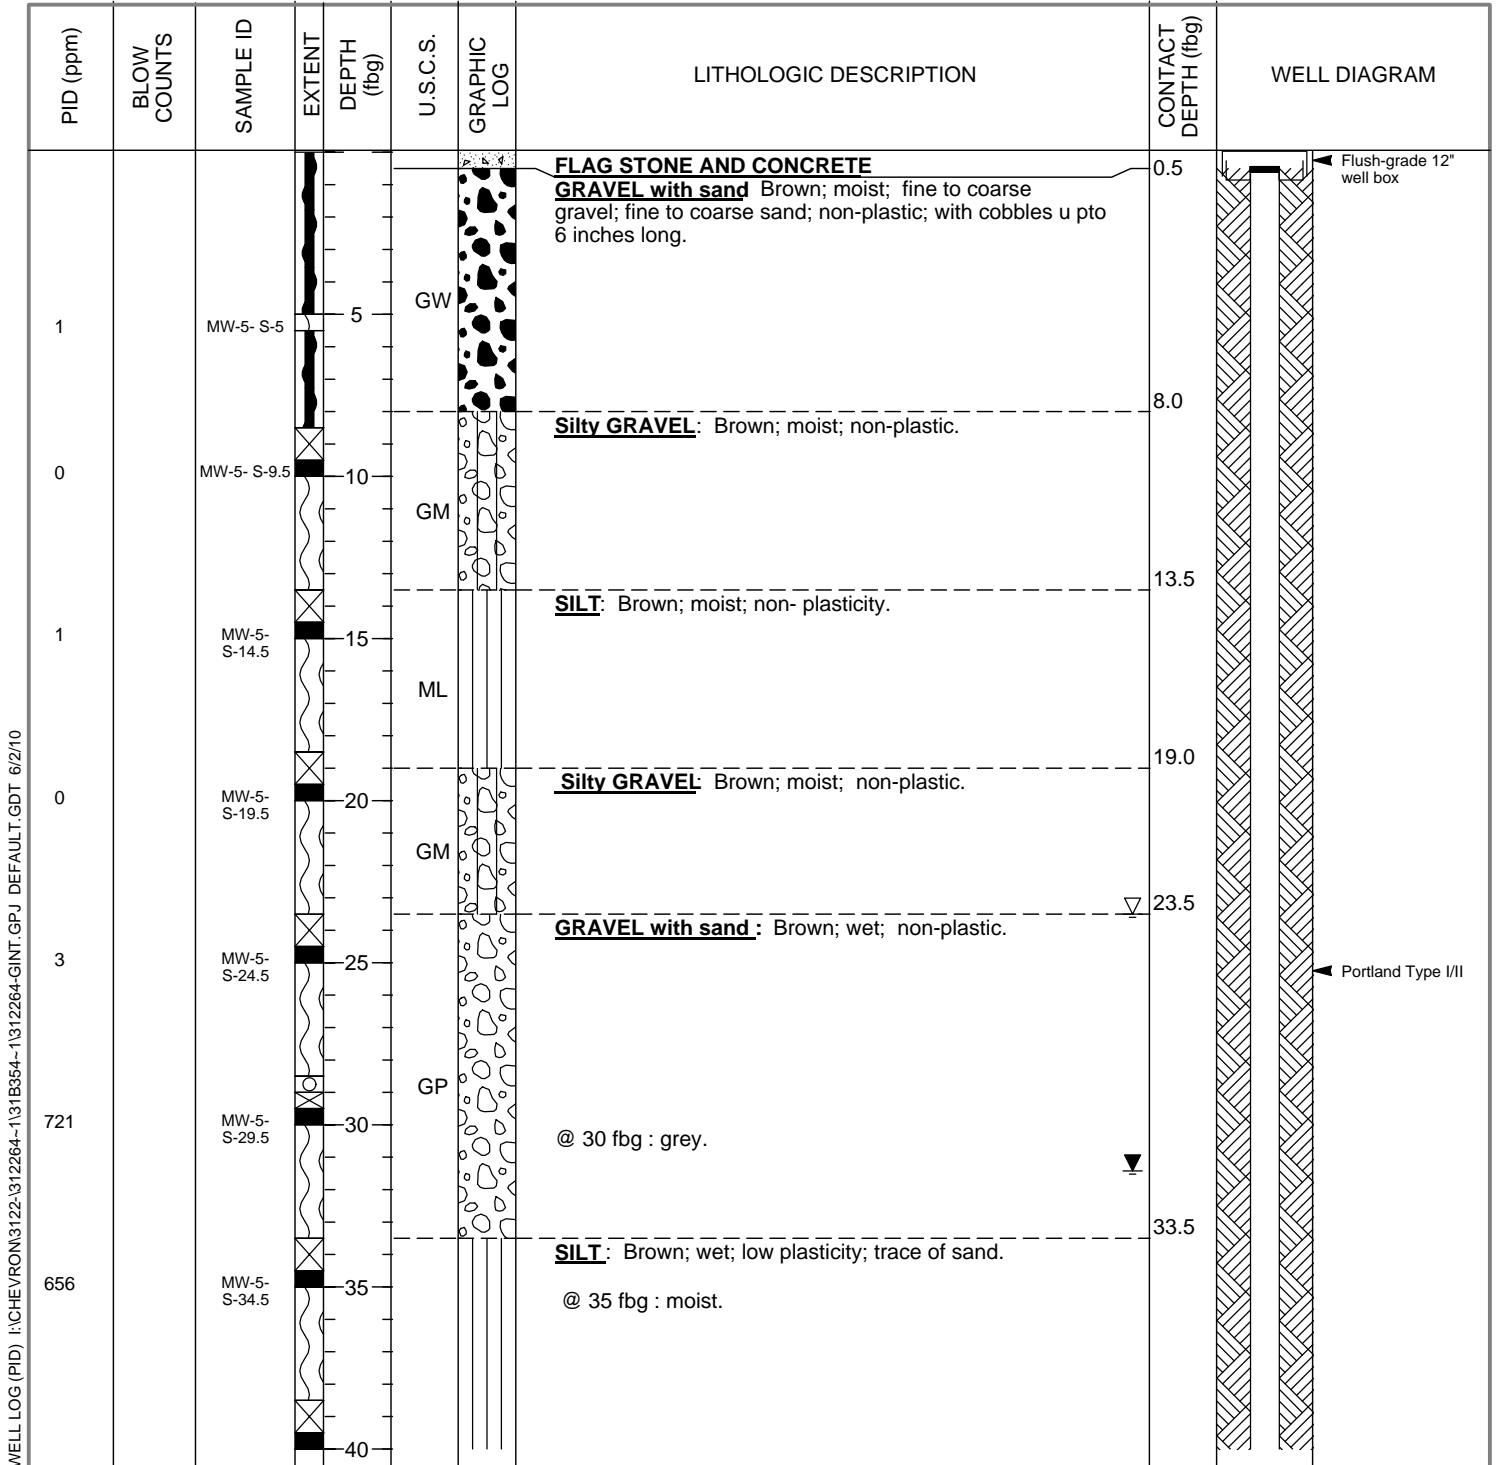 PID (ppm)
BLOW
COUNTS
SAMPLE ID
EXTENT
DEPTH
(fbg)
U.S.C.S.
GRAPHIC
LOG
LITHOLOGIC DESCRIPTION
CONTACT
DEPTH (fbg)
WELL DIAGRAM
FLAG STONE AND CONCRETE
0.5
Flush-grade 12"
well box
GRAVEL with sand Brown; moist; fine to coarse
gravel; fine to coarse sand; non-plastic; with cobbles u pto
6 inches long.
GW
1
MW-5- S-5
5
8.0
Silty GRAVEL: Brown; moist; non-plastic.
0
MW-5- S-9.5
10
GM
13.5
SILT: Brown; moist; non- plasticity.
1
MW-5-
S-14.5
15
ML
19.0
Silty GRAVEL: Brown; moist; non-plastic.
0
MW-5-
S-19.5
20
GM
23.5
GRAVEL with sand : Brown; wet; non-plastic.
3
MW-5-
S-24.5
25
Portland Type I/II
GP
721
MW-5-
S-29.5
30
@ 30 fbg : grey.
33.5
SILT : Brown; wet; low plasticity; trace of sand.
656
MW-5-
S-34.5
35
@ 35 fbg : moist.
40
WELL LOG (PID) I:\CHEVRON\3122-\312264~1\31B354~1\312264-GINT.GPJ DEFAULT.GDT 6/2/10